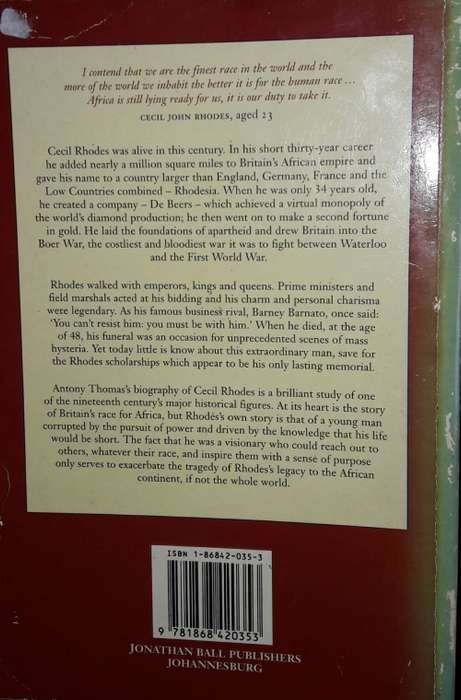 I contend that we are the finest race in the world and the
more of the world we inhabit the better it is for the human race ...
Africa is still lying ready for us, it is our duty to take it.
CECIL JOHN RHODES, aged 23
Cecil Rhodes was alive in this century. In his short thirty-year career
he added nearly a million square miles to Britain's African empire and
gave his name to a country larger than England, Germany, France and the
Low Countries combined – Rhodesia. When he was only 34 years old,
he created a company – De Beers – which achieved a virtual monopoly of
the world's diamond production; he then went on to make a second fortune
in gold. He laid the foundations of apartheid and drew Britain into the
Boer War, the costliest and bloodiest war it was to fight between Waterloo
and the First World War.
Rhodes walked with emperors, kings and queens. Prime ministers and
field marshals acted at his bidding and his charm and personal charisma
were legendary. As his famous business rival, Barney Barnato, once said:
'You can't resist him: you must be with him.' When he died, at the age
of 48, his funeral was an occasion for unprecedented scenes of mass
hysteria. Yet today little is know about this extraordinary man, save for
the Rhodes scholarships which appear to be his only lasting memorial.
Antony Thomas's biography of Cecil Rhodes is a brilliant study of one
of the nineteenth century's major historical figures. At its heart is the story
of Britain's race for Africa, but Rhodes's own story is that of a young man
corrupted by the pursuit of power and driven by the knowledge that his life
would be short. The fact that he was a visionary who could reach out to
others, whatever their race, and inspire them with a sense of purpose
only serves to exacerbate the tragedy of Rhodes's legacy to the African
continent, if not the whole world.
ISBN 1-86842-035-3
9 781868 420353
JONATHAN BALL PUBLISHERS
JOHANNESBURG